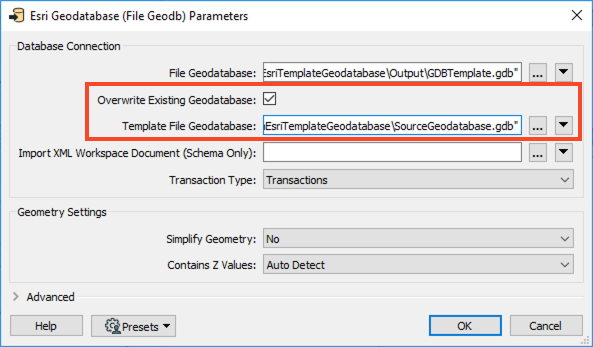 Esri Geodatabase (File Geodb) Parameters
Database Connection
File Geodatabase: EsriTemplateGeodatabase\Output\GDBTemplate.gdb" ...
Overwrite Existing Geodatabase:
Template File Geodatabase: EsriTemplateGeodatabase\SourceGeodatabase.gdb" ...
Import XML Workspace Document (Schema Only): ...
Transaction Type: Transactions
Geometry Settings
Simplify Geometry: No
Contains Z Values: Auto Detect
Advanced
Help Presets OK Cancel